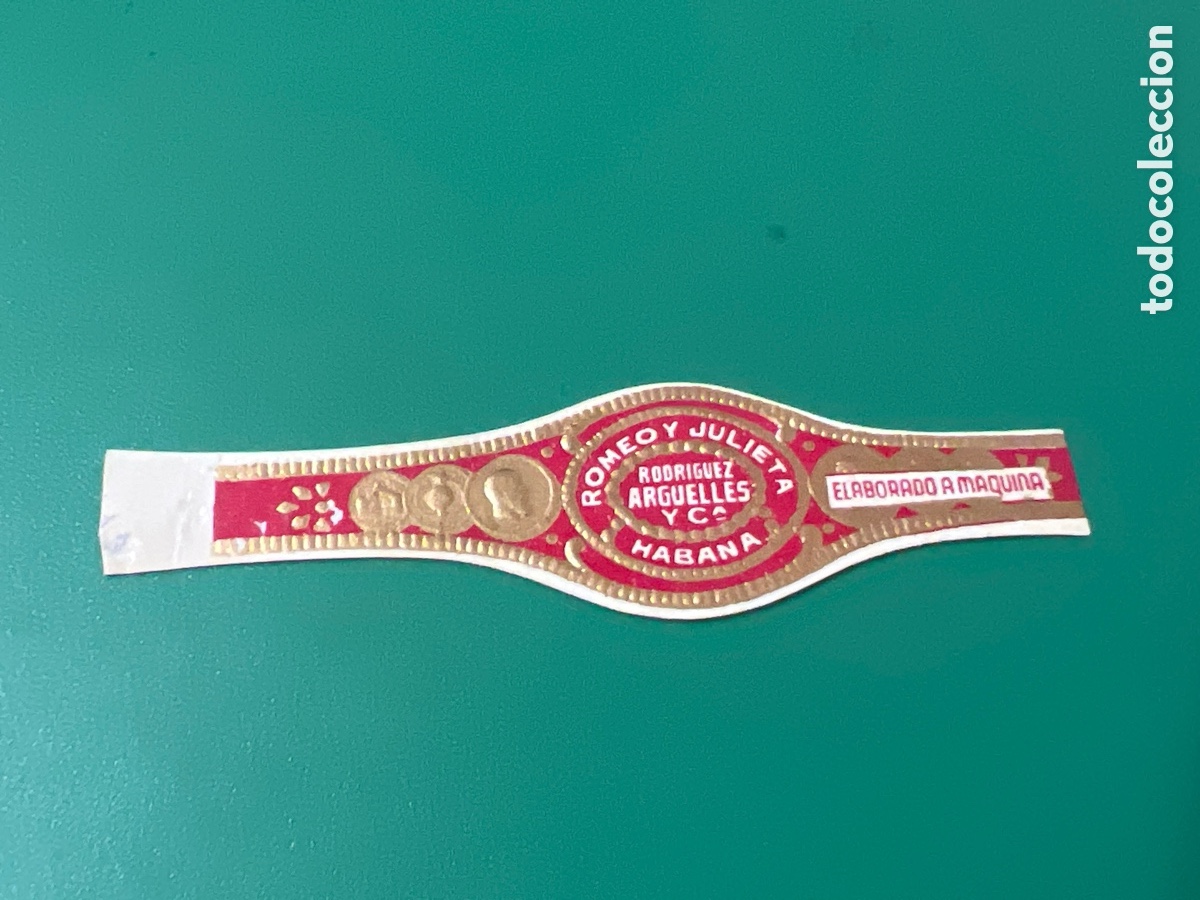 ROMEO Y JULIETA
RODRIGUEZ
ARGUELLES
Y Cª
HABANA
ELABORADO A MAQUINA
todocoleccion